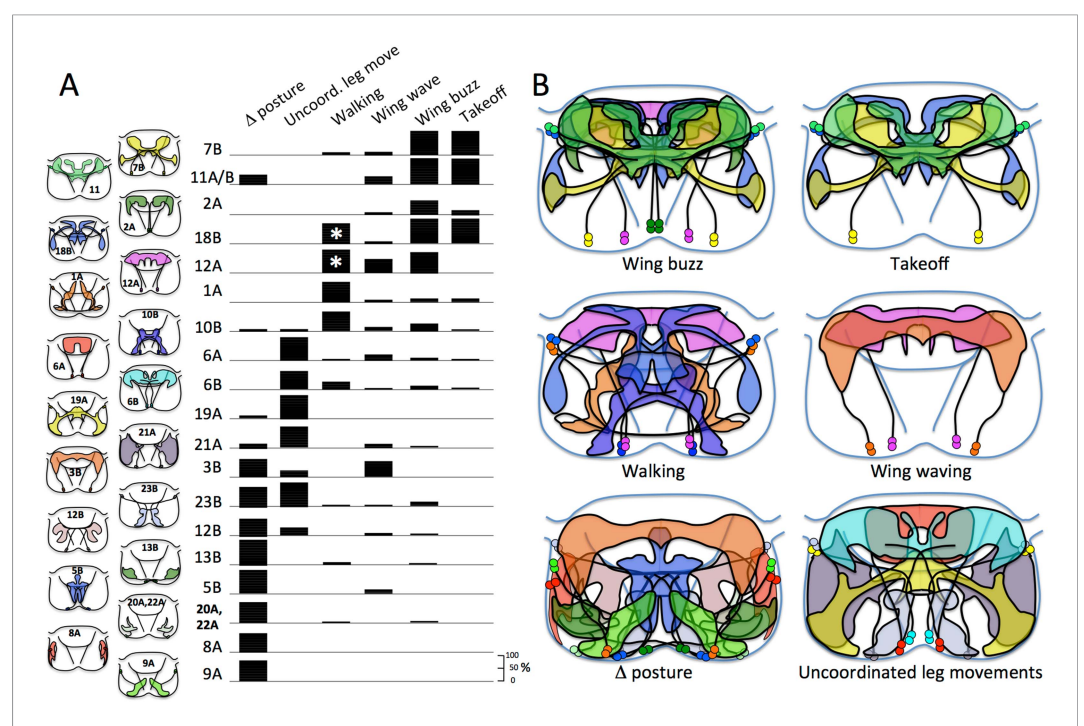 A
Δ posture
Uncoord. leg move
Walking
Wing wave
Wing buzz
Takeoff
7B
11A/B
2A
18B
*
12A
*
1A
10B
6A
6B
19A
21A
3B
23B
12B
13B
5B
20A,
22A
8A
9A
100
50 %
0
7B
11
2A
18B
12A
1A
10B
6A
6B
19A
21A
3B
23B
12B
13B
5B
20A,22A
8A
9A
B
Wing buzz
Takeoff
Walking
Wing waving
Δ posture
Uncoordinated leg movements